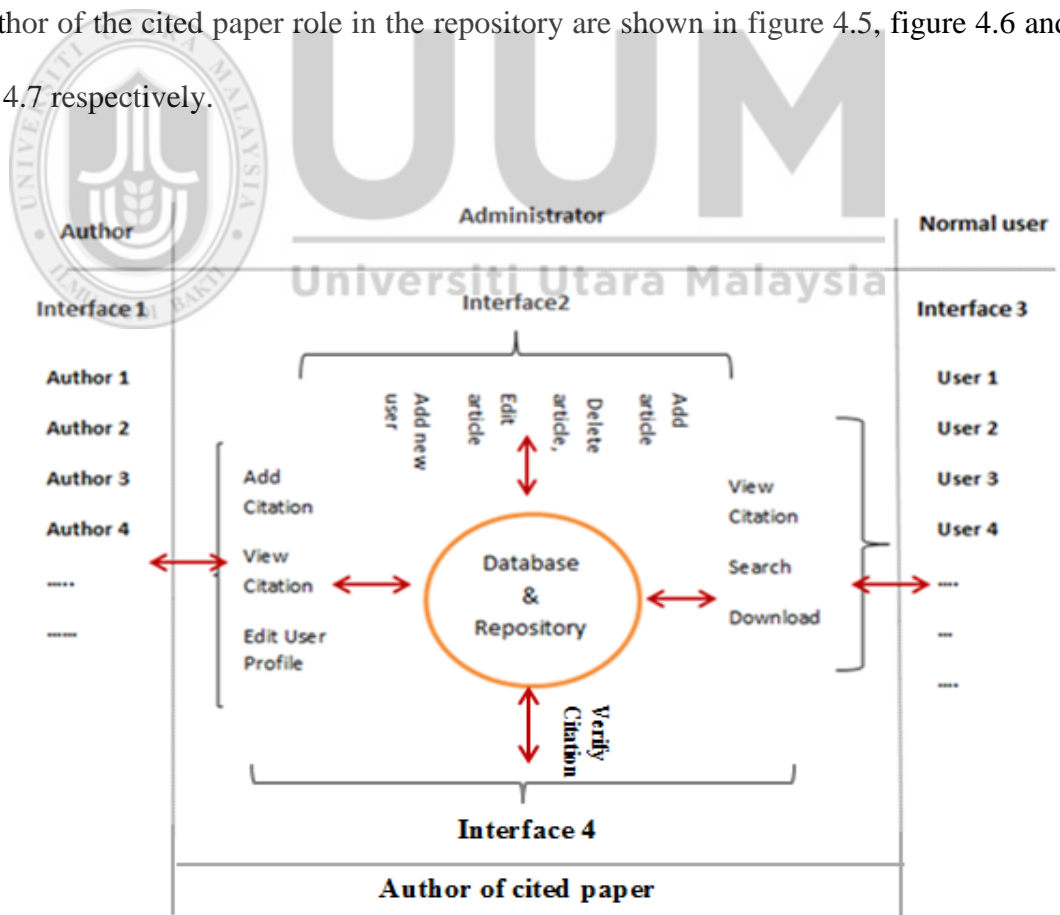 thor of the cited paper role in the repository are shown in figure 4.5, figure 4.6 and
4.7 respectively.
UUM
Universiti Utara Malaysia
UNIVERSITI UTARA MALAYSIA
Author
Administrator
Normal user
Interface 1
Interface2
Interface 3
Author 1
Author 2
Author 3
Author 4
.....
......
Add new
user
Edit
article
Delete
article,
Add
article
Add
Citation
View
Citation
Edit User
Profile
Database
&
Repository
View
Citation
Search
Download
User 1
User 2
User 3
User 4
....
...
....
Verify
Citation
Interface 4
Author of cited paper